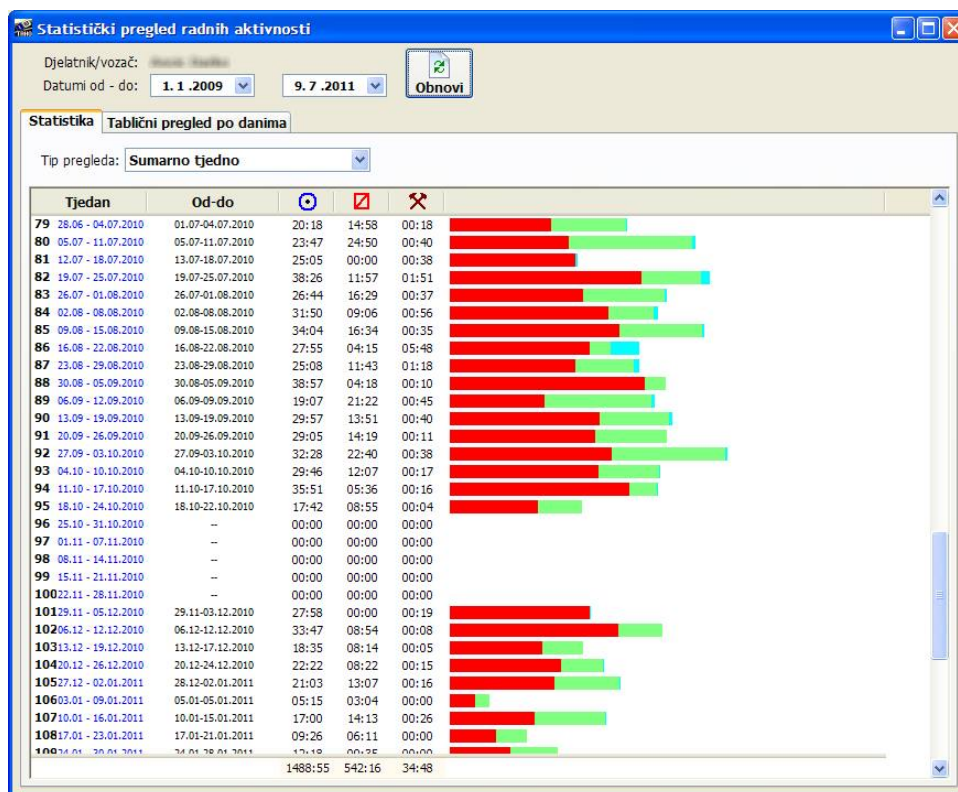 Statistički pregled radnih aktivnosti
Djelatnik/vozač:
Datumi od - do: 1. 1 .2009 9. 7 .2011 Obnovi
Statistika Tablični pregled po danima
Tip pregleda: Sumarno tjedno
Tjedan Od-do
79 28.06 - 04.07.2010 01.07-04.07.2010 20:18 14:58 00:18
80 05.07 - 11.07.2010 05.07-11.07.2010 23:47 24:50 00:40
81 12.07 - 18.07.2010 13.07-18.07.2010 25:05 00:00 00:38
82 19.07 - 25.07.2010 19.07-25.07.2010 38:26 11:57 01:51
83 26.07 - 01.08.2010 26.07-01.08.2010 26:44 16:29 00:37
84 02.08 - 08.08.2010 02.08-08.08.2010 31:50 09:06 00:56
85 09.08 - 15.08.2010 09.08-15.08.2010 34:04 16:34 00:35
86 16.08 - 22.08.2010 16.08-22.08.2010 27:55 04:15 05:48
87 23.08 - 29.08.2010 23.08-29.08.2010 25:08 11:43 01:18
88 30.08 - 05.09.2010 30.08-05.09.2010 38:57 04:18 00:10
89 06.09 - 12.09.2010 06.09-09.09.2010 19:07 21:22 00:45
90 13.09 - 19.09.2010 13.09-19.09.2010 29:57 13:51 00:40
91 20.09 - 26.09.2010 20.09-26.09.2010 29:05 14:19 00:11
92 27.09 - 03.10.2010 27.09-03.10.2010 32:28 22:40 00:38
93 04.10 - 10.10.2010 04.10-10.10.2010 29:46 12:07 00:17
94 11.10 - 17.10.2010 11.10-17.10.2010 35:51 05:36 00:16
95 18.10 - 24.10.2010 18.10-22.10.2010 17:42 08:55 00:04
96 25.10 - 31.10.2010 -- 00:00 00:00 00:00
97 01.11 - 07.11.2010 -- 00:00 00:00 00:00
98 08.11 - 14.11.2010 -- 00:00 00:00 00:00
99 15.11 - 21.11.2010 -- 00:00 00:00 00:00
100 22.11 - 28.11.2010 -- 00:00 00:00 00:00
101 29.11 - 05.12.2010 29.11-03.12.2010 27:58 00:00 00:19
102 06.12 - 12.12.2010 06.12-12.12.2010 33:47 08:54 00:08
103 13.12 - 19.12.2010 13.12-17.12.2010 18:35 08:14 00:05
104 20.12 - 26.12.2010 20.12-24.12.2010 22:22 08:22 00:15
105 27.12 - 02.01.2011 28.12-02.01.2011 21:03 13:07 00:16
106 03.01 - 09.01.2011 05.01-05.01.2011 05:15 03:04 00:00
107 10.01 - 16.01.2011 10.01-15.01.2011 17:00 14:13 00:26
108 17.01 - 23.01.2011 17.01-21.01.2011 09:26 06:11 00:00
109 24.01 - 30.01.2011 24.01-28.01.2011 12:18 09:35 00:00
1488:55 542:16 34:48